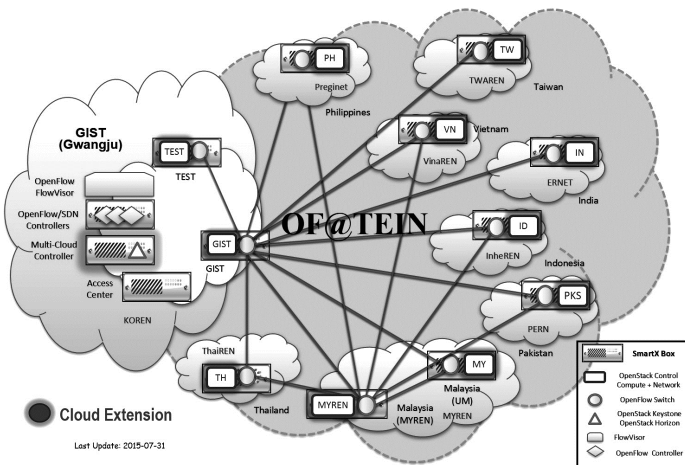 PH
Preginet
Philippines
TW
TWAREN
Taiwan
GIST
(Gwangju)
TEST
TEST
VN
Vietnam
VinaREN
IN
ERNET
India
OpenFlow
FlowVisor
OpenFlow/SDN
Controllers
Multi-Cloud
Controller
Access
Center
KOREN
GIST
GIST
OF@TEIN
ID
InheREN
Indonesia
PKS
PERN
Pakistan
ThaiREN
TH
Thailand
MYREN
Malaysia
(MYREN)
MY
Malaysia
(UM)
MYREN
SmartX Box
OpenStack Control
Compute + Network
OpenFlow Switch
OpenStack Keystone
OpenStack Horizon
FlowVisor
OpenFlow Controller
Cloud Extension
Last Update: 2015-07-31